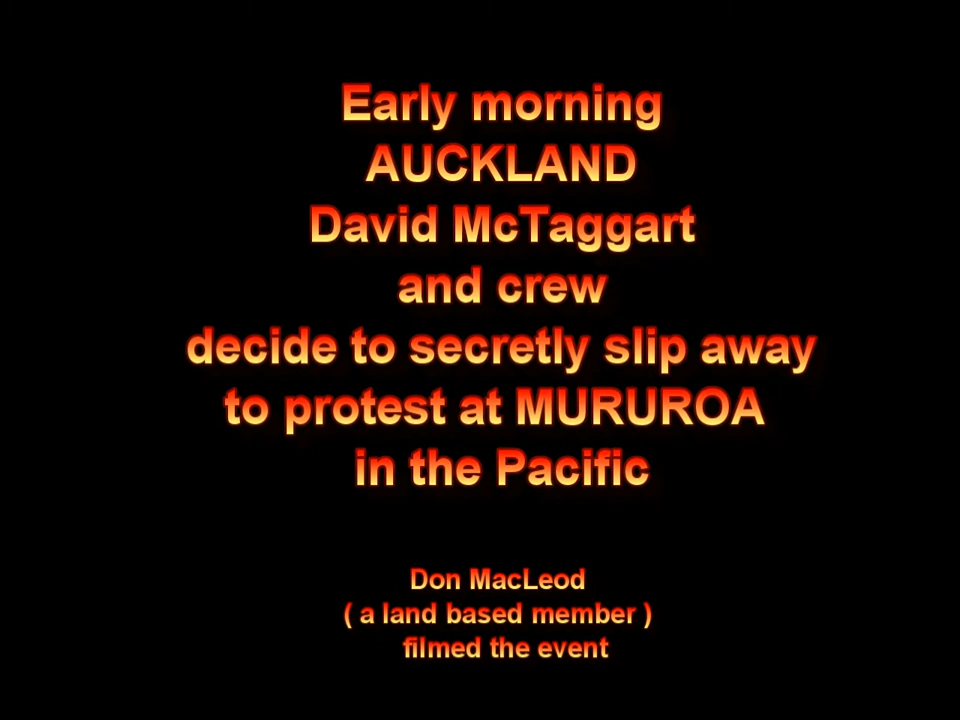 Early morning
AUCKLAND
David McTaggart
and crew
decide to secretly slip away
to protest at MURUROA
in the Pacific
Don MacLeod
( a land based member )
filmed the event